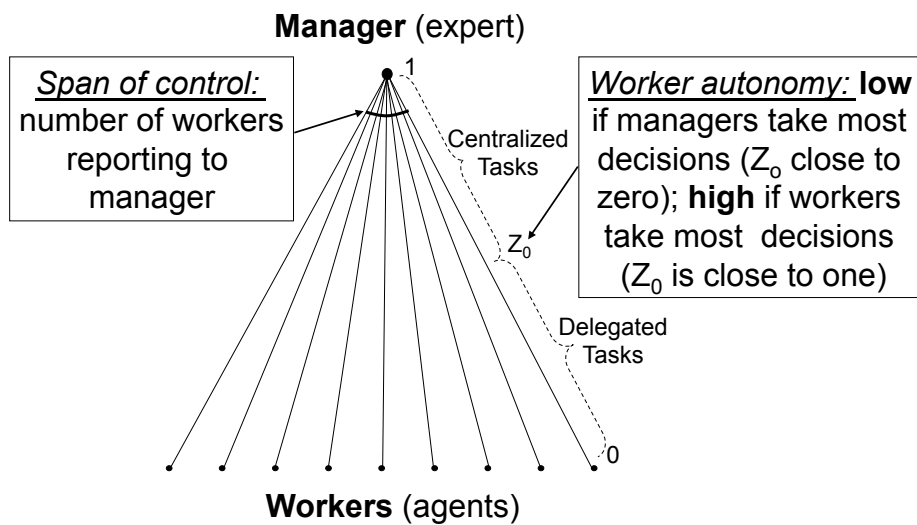 Manager (expert)
1
Span of control:
number of workers
reporting to
manager
Worker autonomy: low
if managers take most
decisions (Zo close to
zero); high if workers
take most decisions
(Z0 is close to one)
Centralized
Tasks
Z0
Delegated
Tasks
0
Workers (agents)